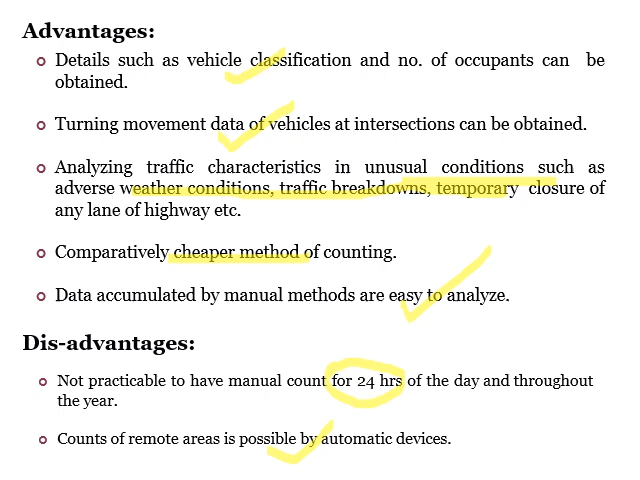 Advantages:
Details such as vehicle classification and no. of occupants can be
obtained.
Turning movement data of vehicles at intersections can be obtained.
Analyzing traffic characteristics in unusual conditions such as
adverse weather conditions, traffic breakdowns, temporary closure of
any lane of highway etc.
Comparatively cheaper method of counting.
Data accumulated by manual methods are easy to analyze.
Dis-advantages:
Not practicable to have manual count for 24 hrs of the day and throughout
the year.
Counts of remote areas is possible by automatic devices.